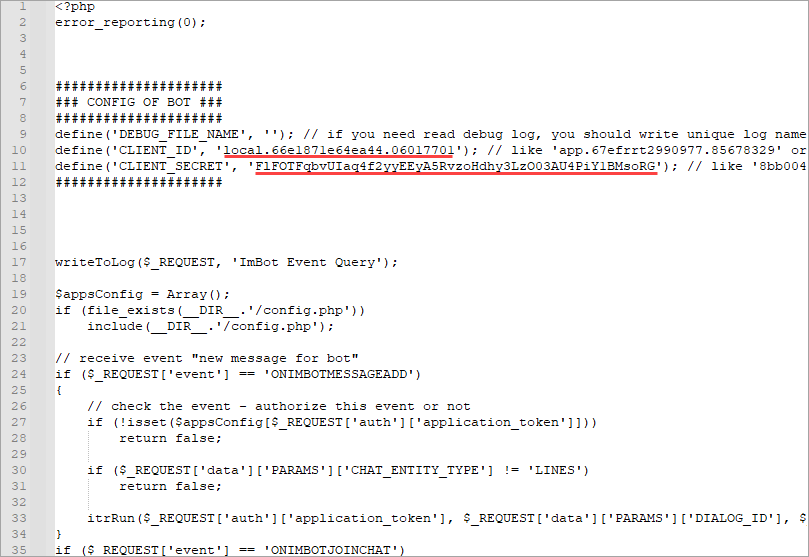 1 <?php
2 error_reporting(0);
3
4
5
6 #####################
7 ### CONFIG OF BOT ###
8 #####################
9 define('DEBUG_FILE_NAME', ''); // if you need read debug log, you should write unique log name
10 define('CLIENT_ID', 'local.66e1871e64ea44.06017701'); // like 'app.67efrrt2990977.85678329' or
11 define('CLIENT_SECRET', 'FlFOTFqbvUIaq4f2yyEEyA5RvzoHdhy3LzO03AU4PiYlBMsoRG'); // like '8bb004
12 #####################
13
14
15
16
17 writeToLog($_REQUEST, 'ImBot Event Query');
18
19 $appsConfig = Array();
20 if (file_exists(__DIR__.'/config.php'))
21     include(__DIR__.'/config.php');
22
23 // receive event "new message for bot"
24 if ($_REQUEST['event'] == 'ONIMBOTMESSAGEADD')
25 {
26     // check the event - authorize this event or not
27     if (!isset($appsConfig[$_REQUEST['auth']['application_token']]))
28         return false;
29
30     if ($_REQUEST['data']['PARAMS']['CHAT_ENTITY_TYPE'] != 'LINES')
31         return false;
32
33     itrRun($_REQUEST['auth']['application_token'], $_REQUEST['data']['PARAMS']['DIALOG_ID'], $
34 }
35 if ($_REQUEST['event'] == 'ONIMBOTJOINCHAT')